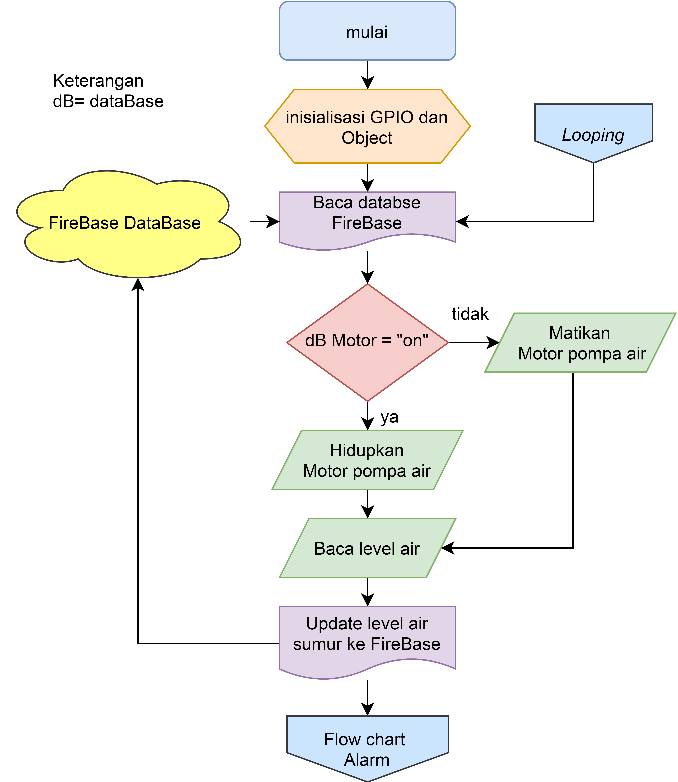 mulai
Keterangan
dB= dataBase
inisialisasi GPIO dan
Object
Looping
Baca databse
FireBase
FireBase DataBase
dB Motor = "on"
tidak
Matikan
Motor pompa air
ya
Hidupkan
Motor pompa air
Baca level air
Update level air
sumur ke FireBase
Flow chart
Alarm